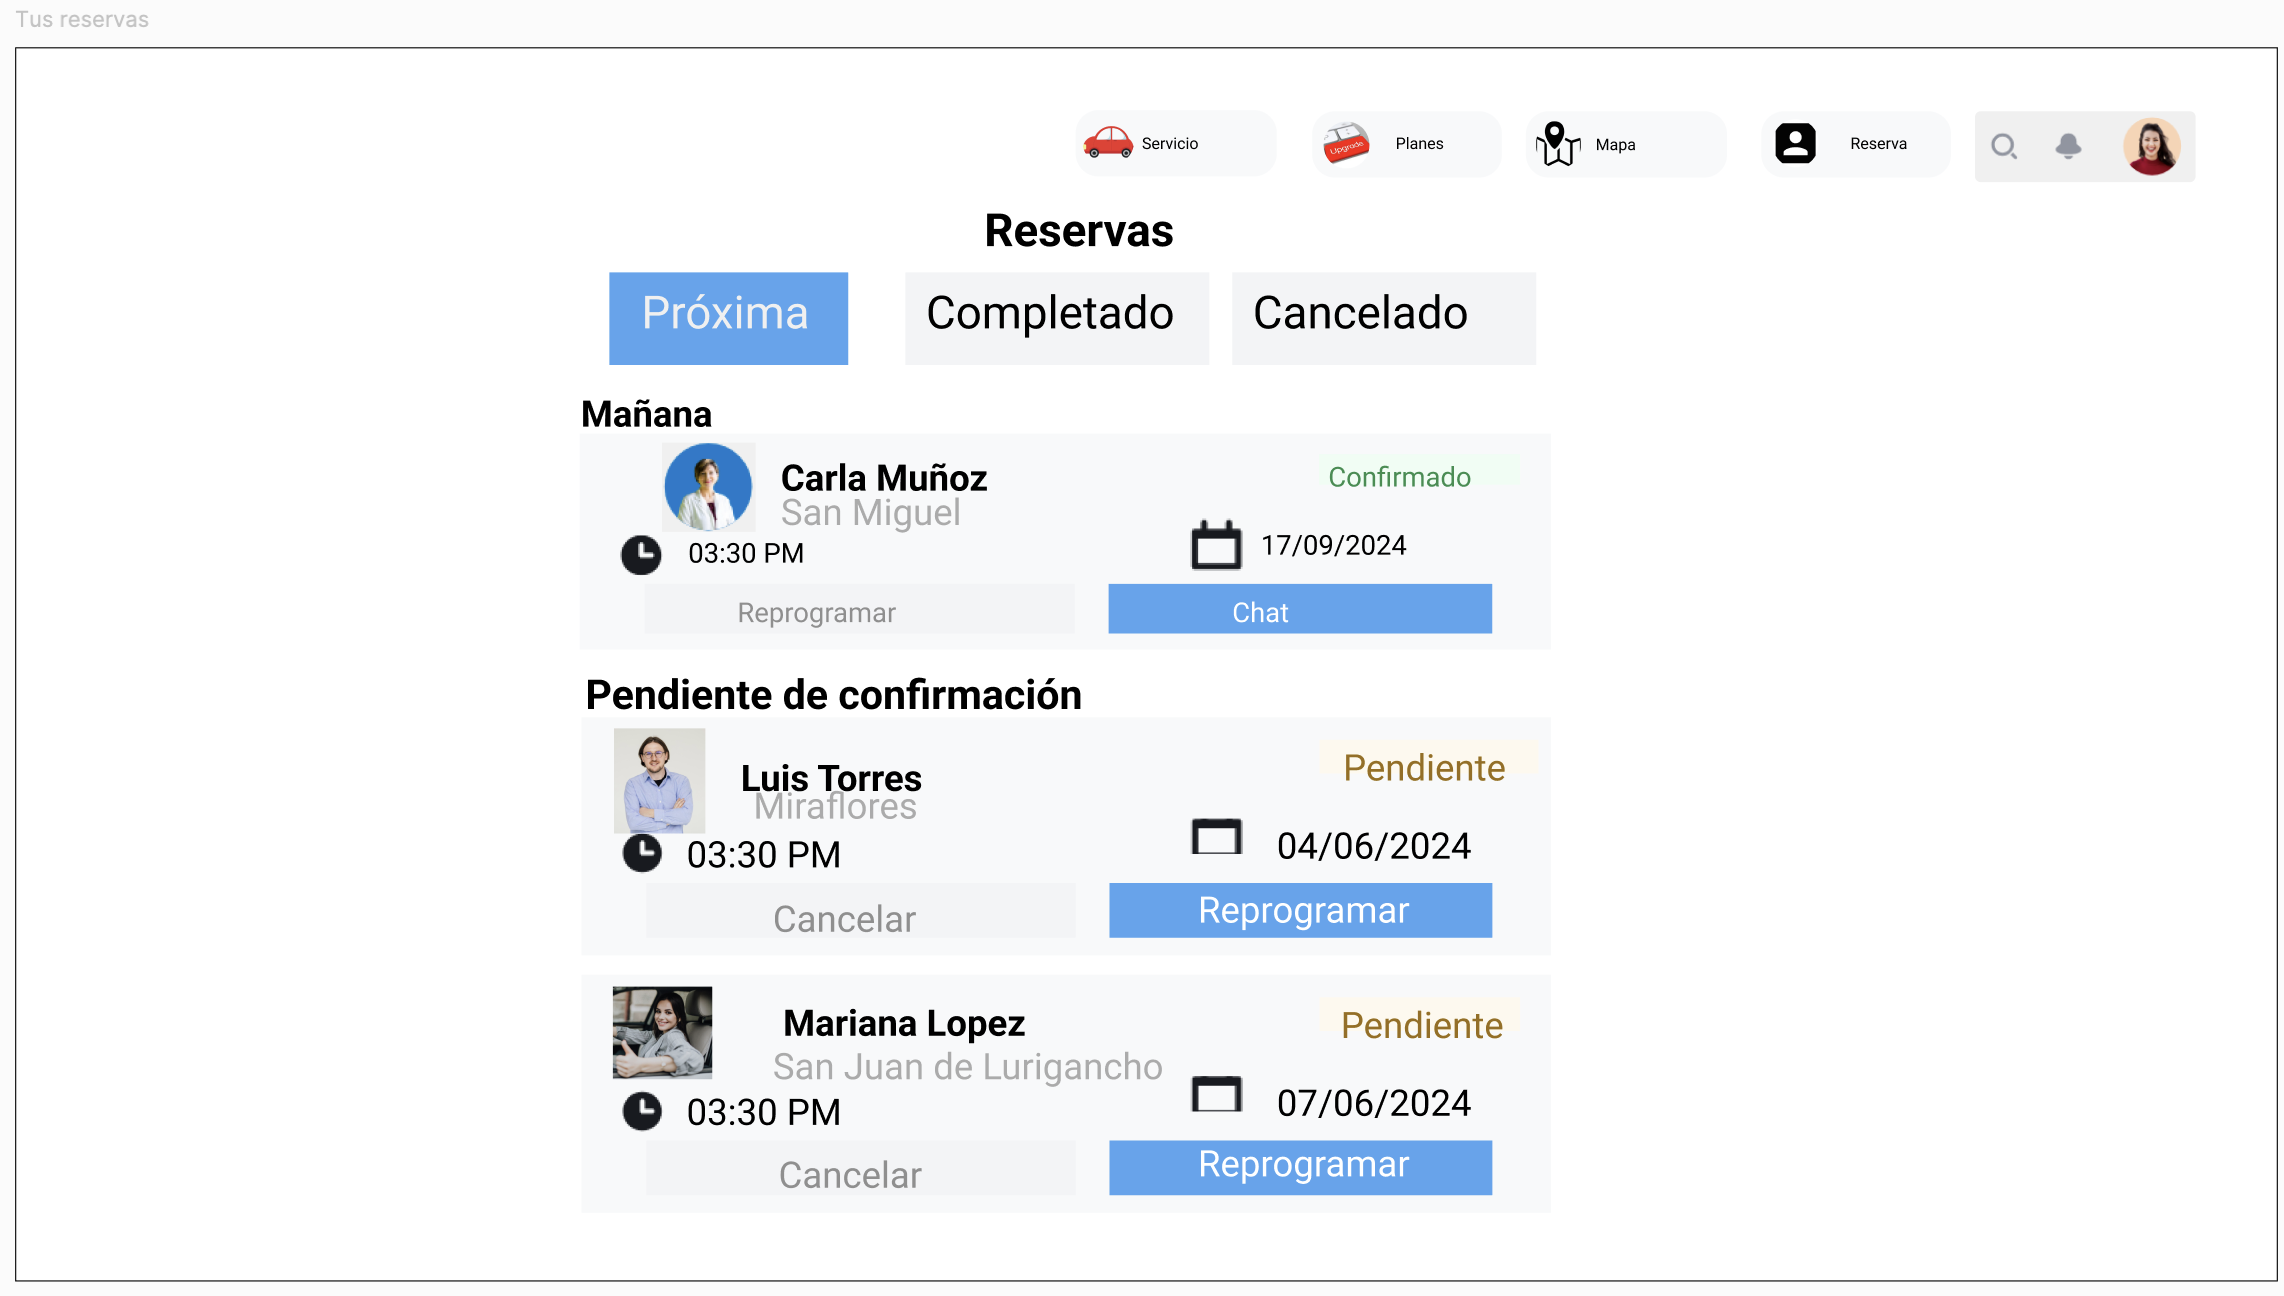 Tus reservas
Servicio
Upgrade
Planes
Mapa
Reserva
Reservas
Próxima
Completado
Cancelado
Mañana
Carla Muñoz
Confirmado
San Miguel
03:30 PM
17/09/2024
Reprogramar
Chat
Pendiente de confirmación
Luis Torres
Pendiente
Miraflores
03:30 PM
04/06/2024
Cancelar
Reprogramar
Mariana Lopez
Pendiente
San Juan de Lurigancho
03:30 PM
07/06/2024
Cancelar
Reprogramar